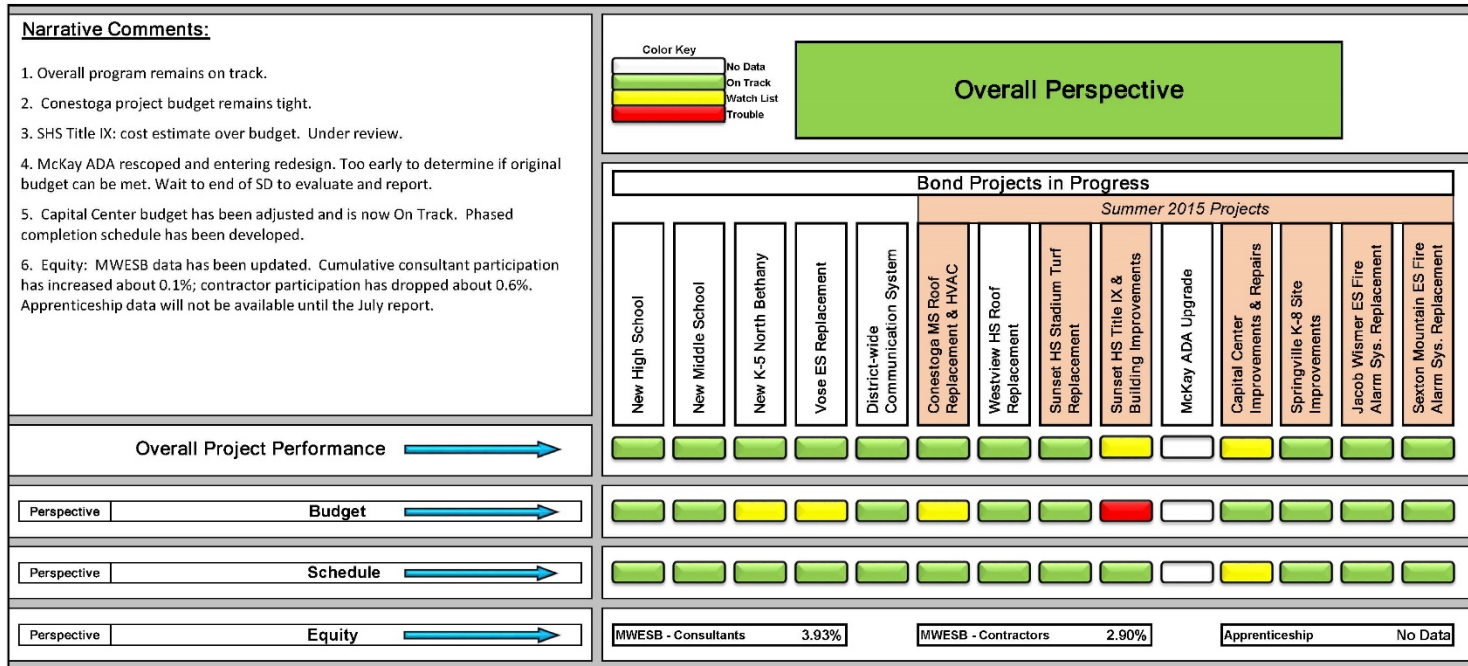 Narrative Comments:
1. Overall program remains on track.
2. Conestoga project budget remains tight.
3. SHS Title IX: cost estimate over budget. Under review.
4. McKay ADA rescoped and entering redesign. Too early to determine if original
budget can be met. Wait to end of SD to evaluate and report.
5. Capital Center budget has been adjusted and is now On Track. Phased
completion schedule has been developed.
6. Equity: MWESB data has been updated. Cumulative consultant participation
has increased about 0.1%; contractor participation has dropped about 0.6%.
Apprenticeship data will not be available until the July report.
Color Key
No Data
On Track
Watch List
Trouble
Overall Perspective
Bond Projects in Progress
Summer 2015 Projects
New High School
New Middle School
New K-5 North Bethany
Vose ES Replacement
District-wide
Communication System
Conestoga MS Roof
Replacement & HVAC
Westview HS Roof
Replacement
Sunset HS Stadium Turf
Replacement
Sunset HS Title IX &
Building Improvements
McKay ADA Upgrade
Capital Center
Improvements & Repairs
Springville K-8 Site
Improvements
Jacob Wismer ES Fire
Alarm Sys. Replacement
Sexton Mountain ES Fire
Alarm Sys. Replacement
Overall Project Performance
Perspective Budget
Perspective Schedule
Perspective Equity
MWESB - Consultants 3.93%
MWESB - Contractors 2.90%
Apprenticeship No Data